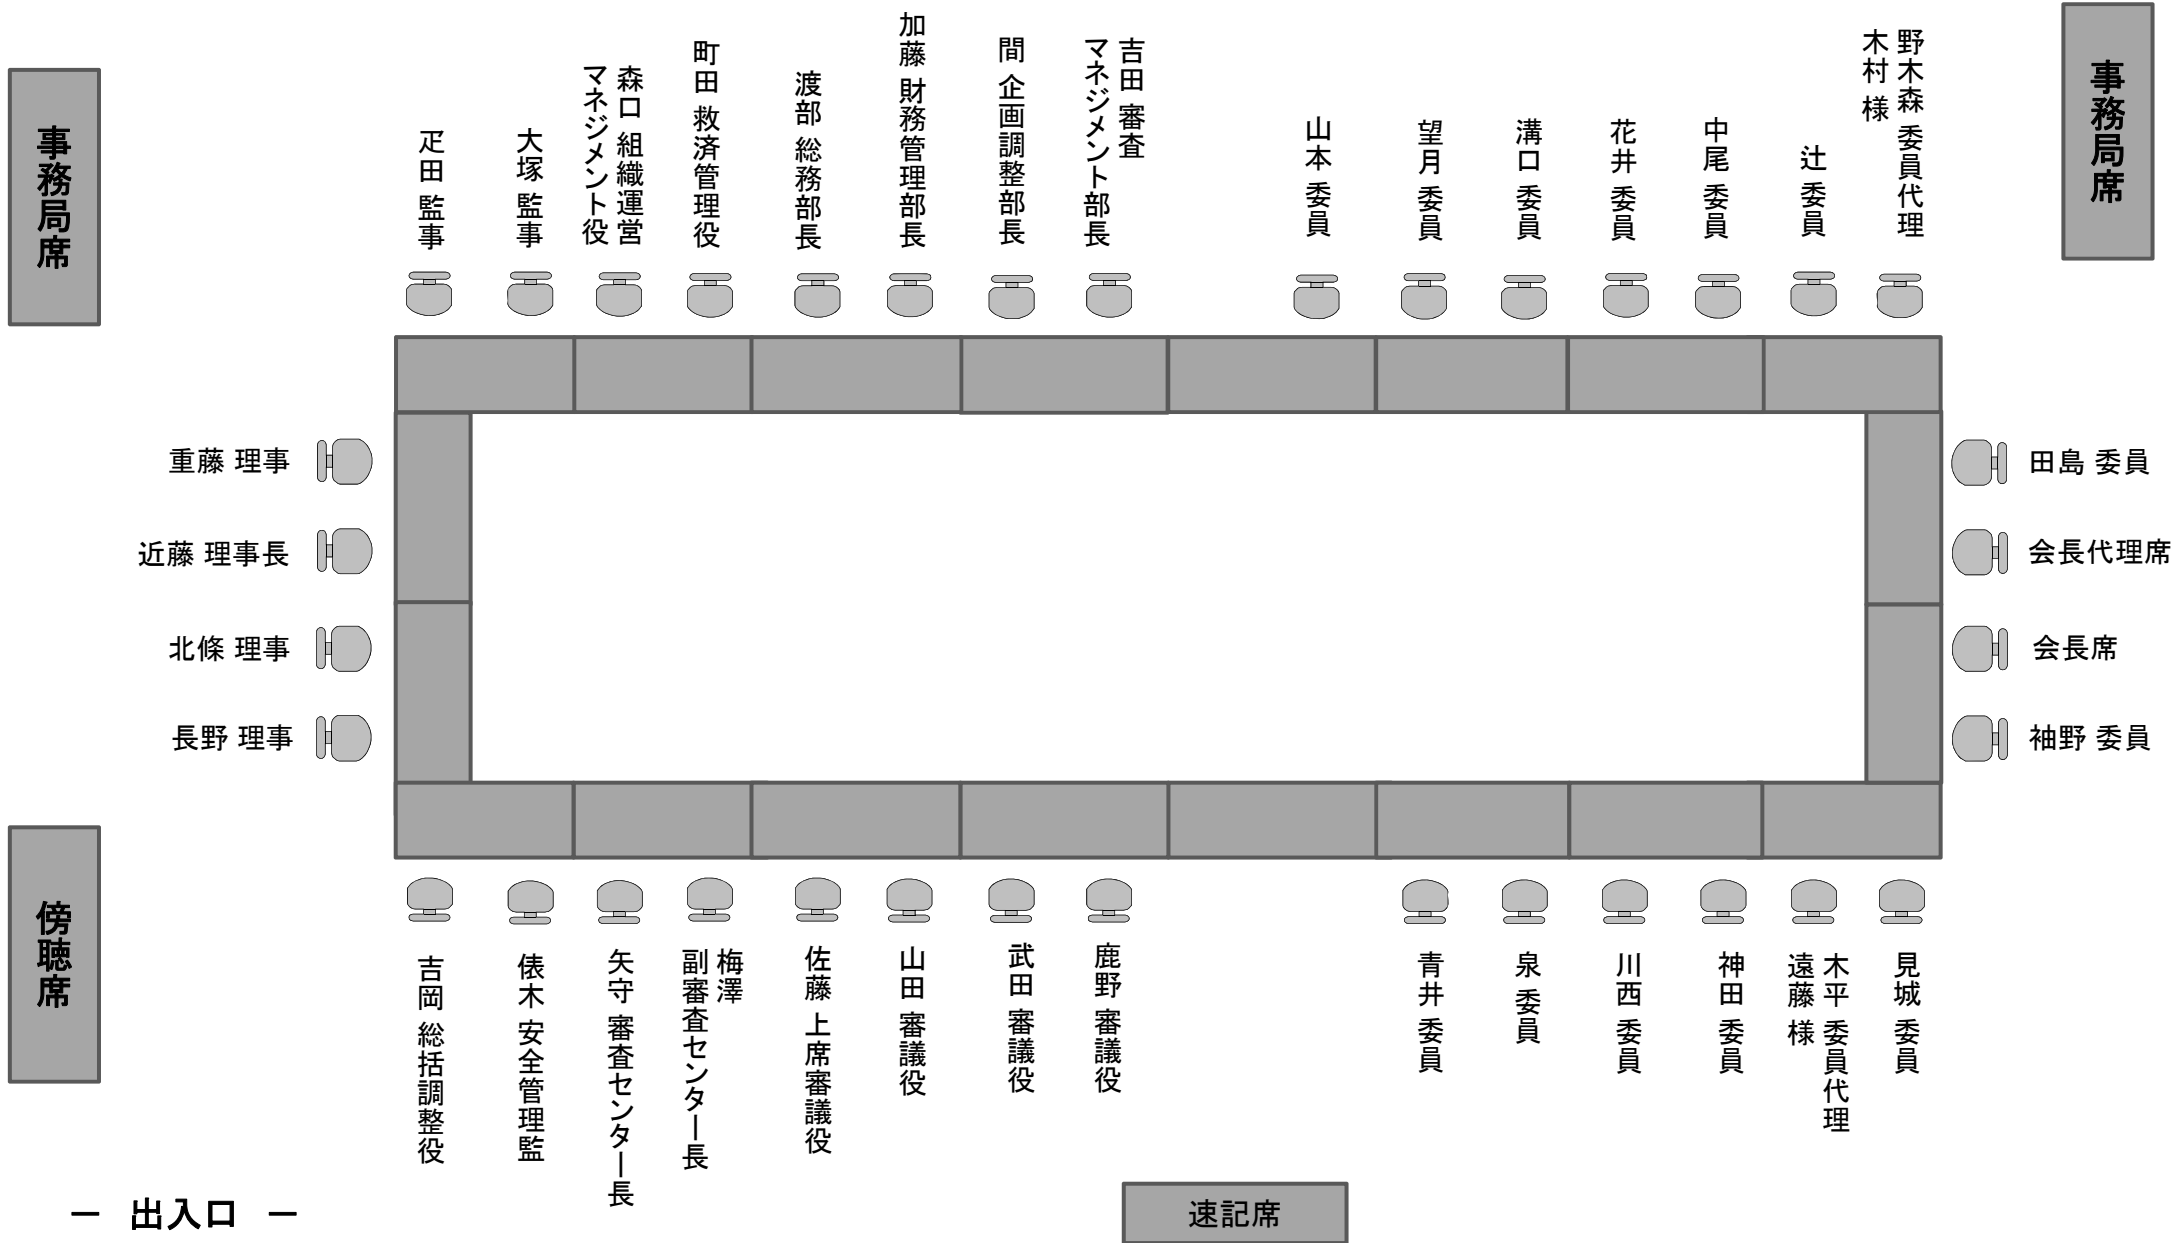 事務局席
疋田 監事
大塚 監事
森口 組織運営
マネジメント役
町田 救済管理役
渡部 総務部長
加藤 財務管理部長
間 企画調整部長
吉田 審査
マネジメント部長
山本 委員
望月 委員
溝口 委員
花井 委員
中尾 委員
辻 委員
野木森 委員代理
木村 様
事務局席
重藤 理事
近藤 理事長
北條 理事
長野 理事
田島 委員
会長代理席
会長席
袖野 委員
傍聴席
吉岡 総括調整役
俵木 安全管理監
矢守 審査センター長
梅澤
副審査センター長
佐藤 上席審議役
山田 審議役
武田 審議役
鹿野 審議役
青井 委員
泉 委員
川西 委員
神田 委員
木平 委員代理
遠藤 様
見城 委員
― 出入口 ―
速記席